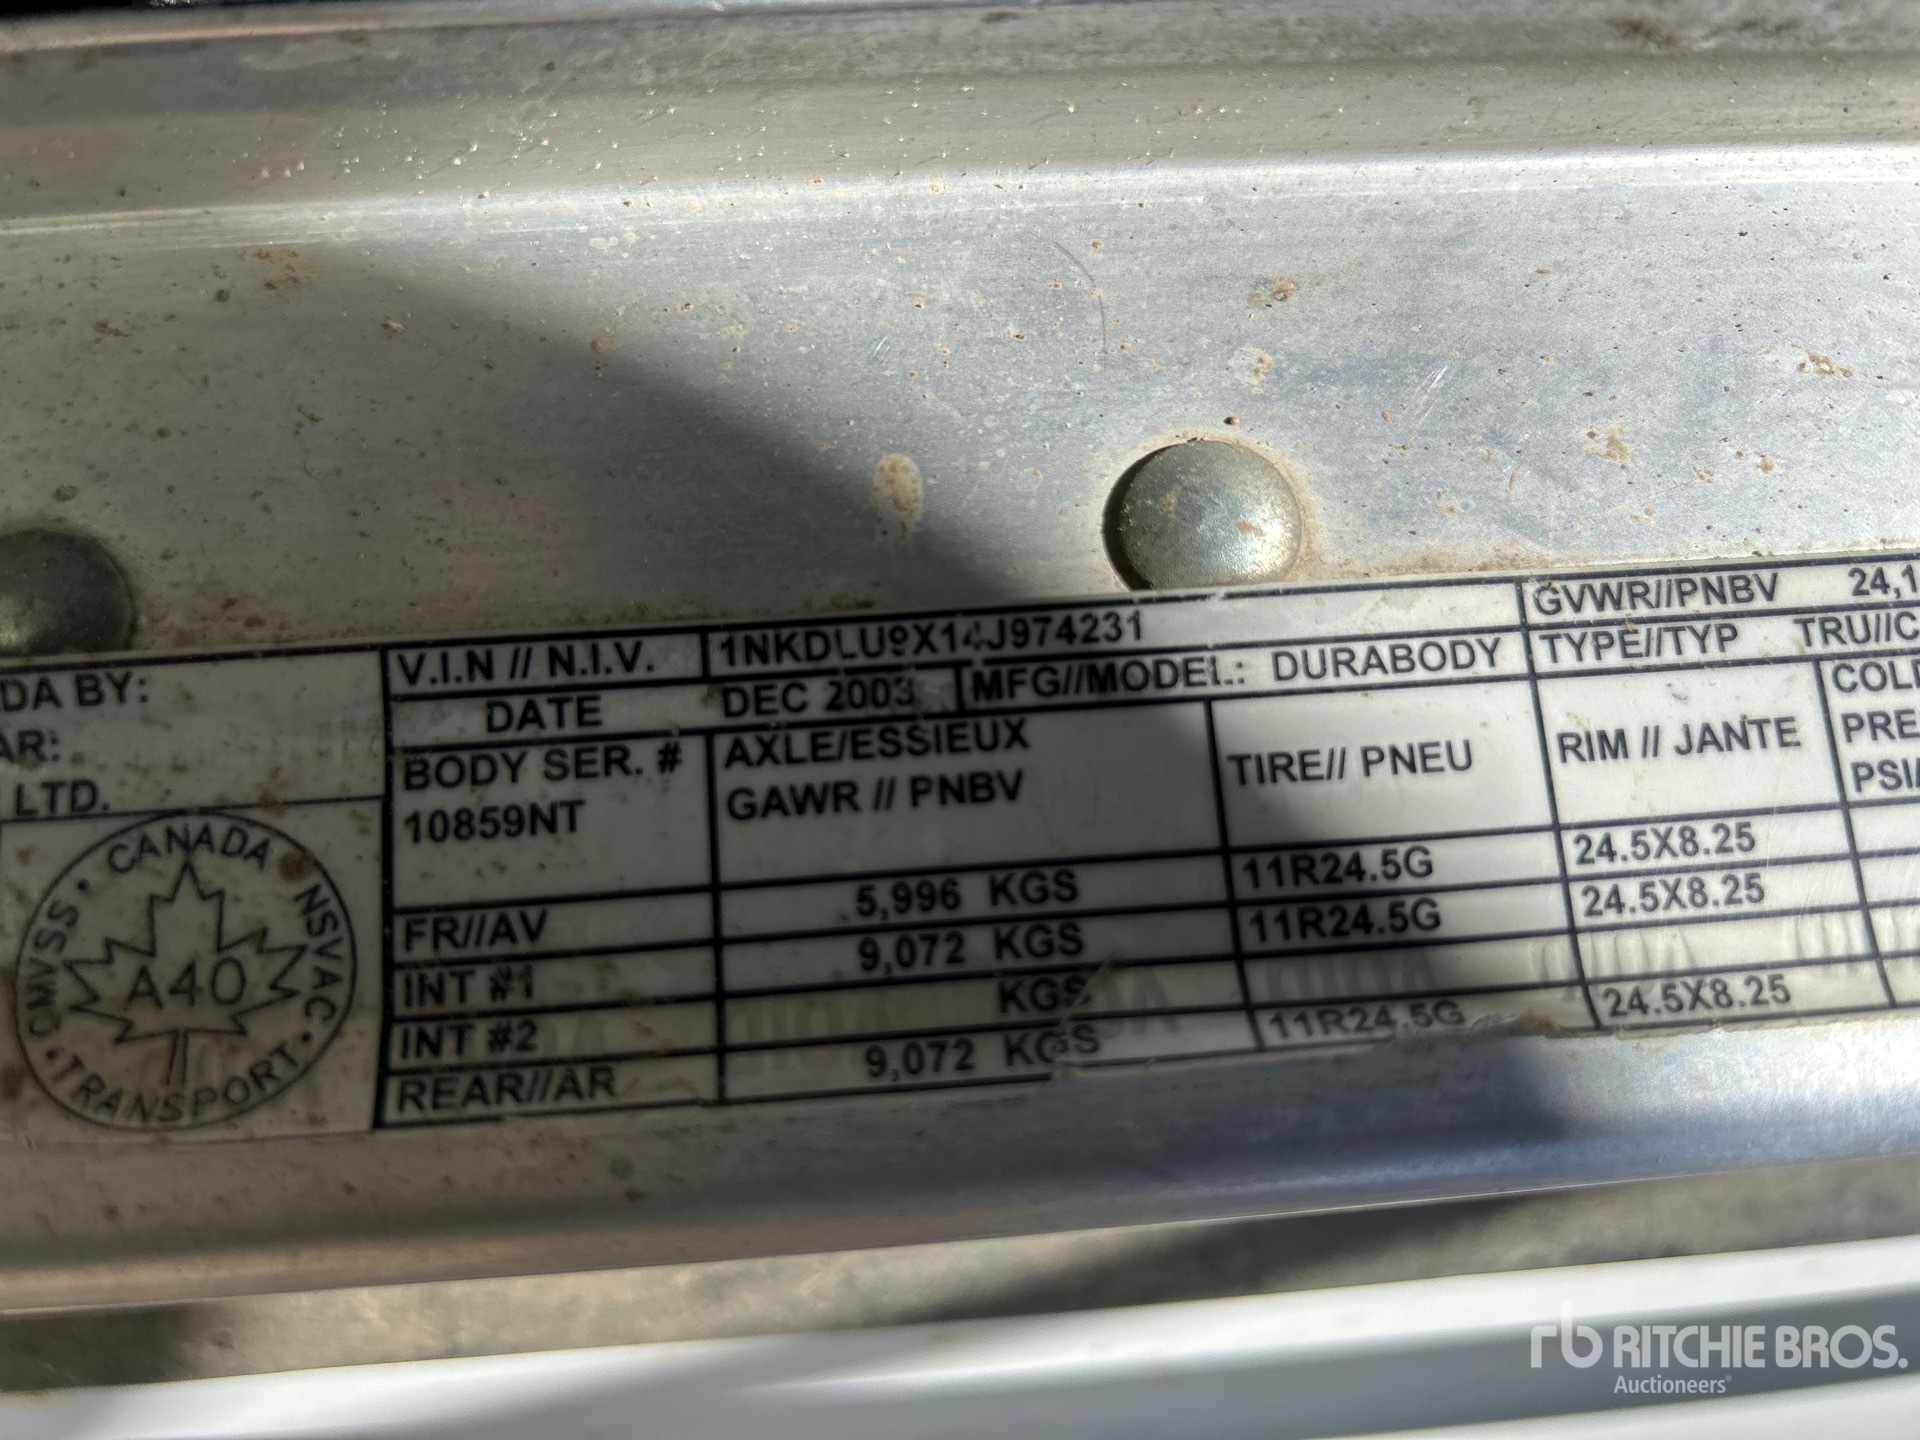 DA BY:
AR:
LTD.
CANADA NSVAC
A40
CMVSS · TRANSPORT ·
V.I.N // N.I.V. 1NKDLU9X14J974231 GVWR//PNBV 24,1
DATE DEC 2003 MFG//MODEL: DURABODY TYPE//TYP TRU//C
BODY SER. # AXLE/ESSIEUX TIRE// PNEU RIM // JANTE COLD
10859NT GAWR // PNBV PRE
PSI/
FR//AV 5,996 KGS 11R24.5G 24.5X8.25
INT #1 9,072 KGS 11R24.5G 24.5X8.25
INT #2 KGS
REAR//AR 9,072 KGS 11R24.5G 24.5X8.25
rb RITCHIE BROS.
Auctioneers